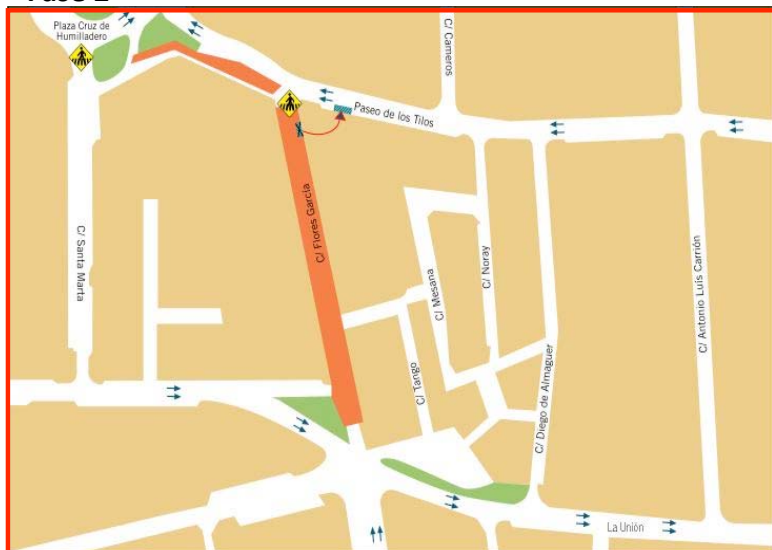 Plaza Cruz de
Humilladero
C/ Cameros
Paseo de los Tilos
C/ Santa Marta
C/ Flores García
C/ Mesana
C/ Noray
C/ Antonio Luís Carrión
C/ Tango
C/ Diego de Almaguer
La Unión